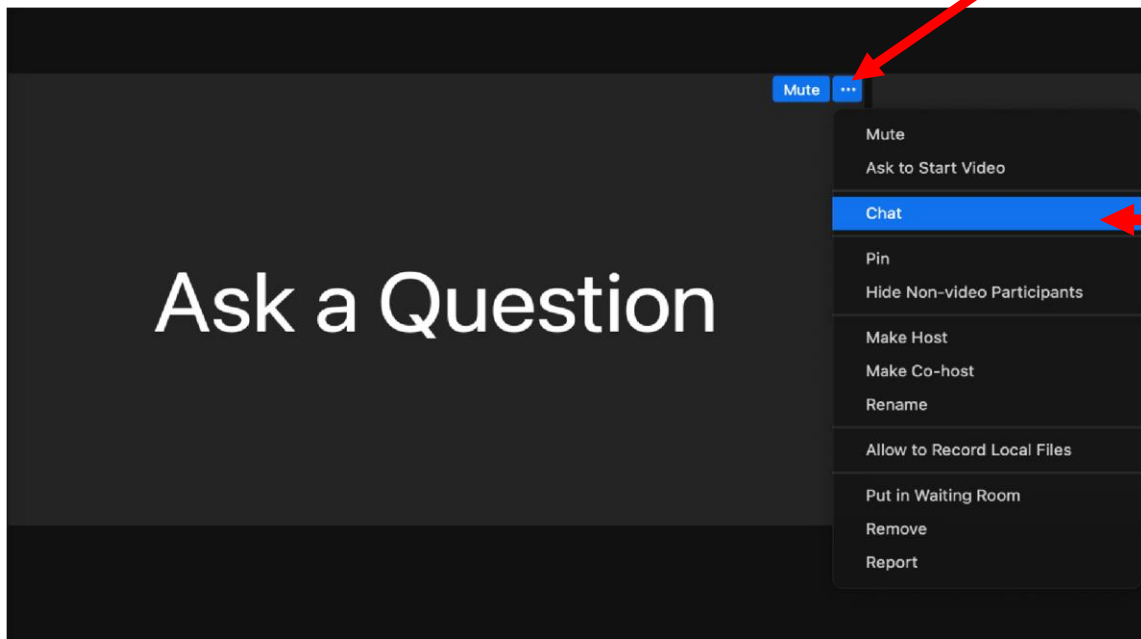 Mute ...
Mute
Ask to Start Video
Chat
Pin
Hide Non-video Participants
Ask a Question
Make Host
Make Co-host
Rename
Allow to Record Local Files
Put in Waiting Room
Remove
Report